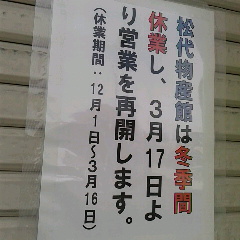 松代物産館は冬季間
休業し、3月17日よ
り営業を再開します。
(休業期間:12月1日~3月16日)